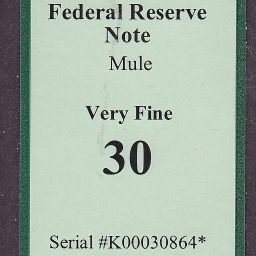 Federal Reserve
Note
Mule
Very Fine
30
Serial #K00030864*